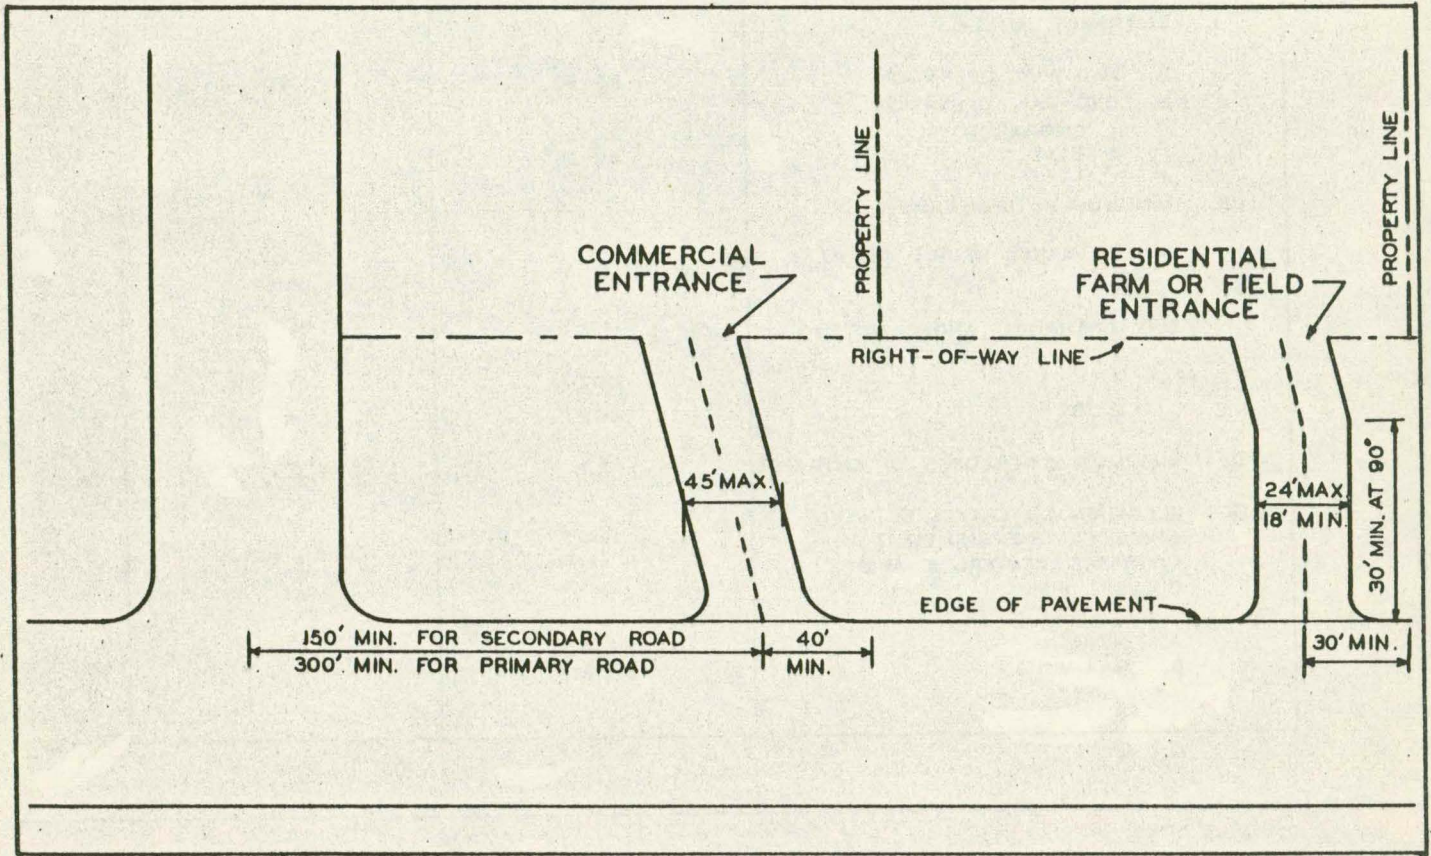 PROPERTY LINE
PROPERTY LINE
COMMERCIAL
ENTRANCE
RESIDENTIAL
FARM OR FIELD
ENTRANCE
RIGHT-OF-WAY LINE
45' MAX.
24' MAX.
18' MIN.
30' MIN. AT 90°
EDGE OF PAVEMENT
150' MIN. FOR SECONDARY ROAD
300' MIN. FOR PRIMARY ROAD
40'
MIN.
30' MIN.